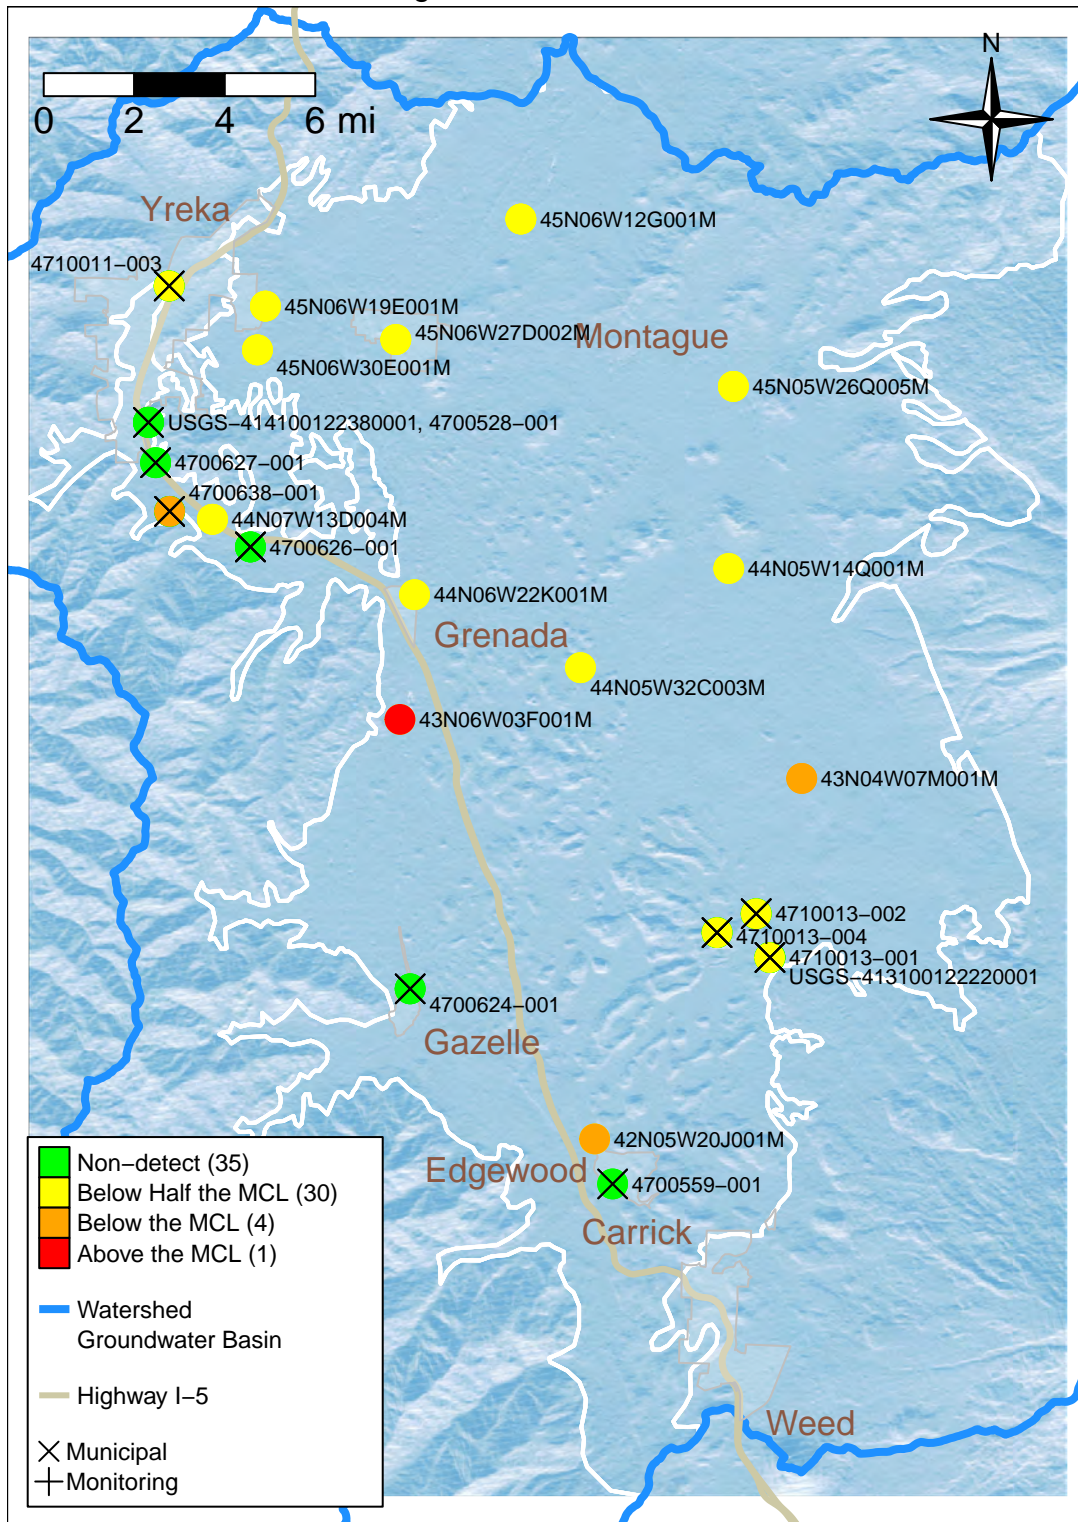 N
0 2 4 6 mi
Yreka
45N06W12G001M
4710011-003
45N06W19E001M
45N06W27D002M
Montague
45N06W30E001M
45N05W26Q005M
USGS-414100122380001, 4700528-001
4700627-001
4700638-001
44N07W13D004M
4700626-001
44N05W14Q001M
44N06W22K001M
Grenada
44N05W32C003M
43N06W03F001M
43N04W07M001M
4710013-002
4710013-004
4710013-001
USGS-413100122220001
4700624-001
Gazelle
42N05W20J001M
Edgewood
4700559-001
Carrick
Weed
Non-detect (35)
Below Half the MCL (30)
Below the MCL (4)
Above the MCL (1)
Watershed
Groundwater Basin
Highway I-5
Municipal
Monitoring